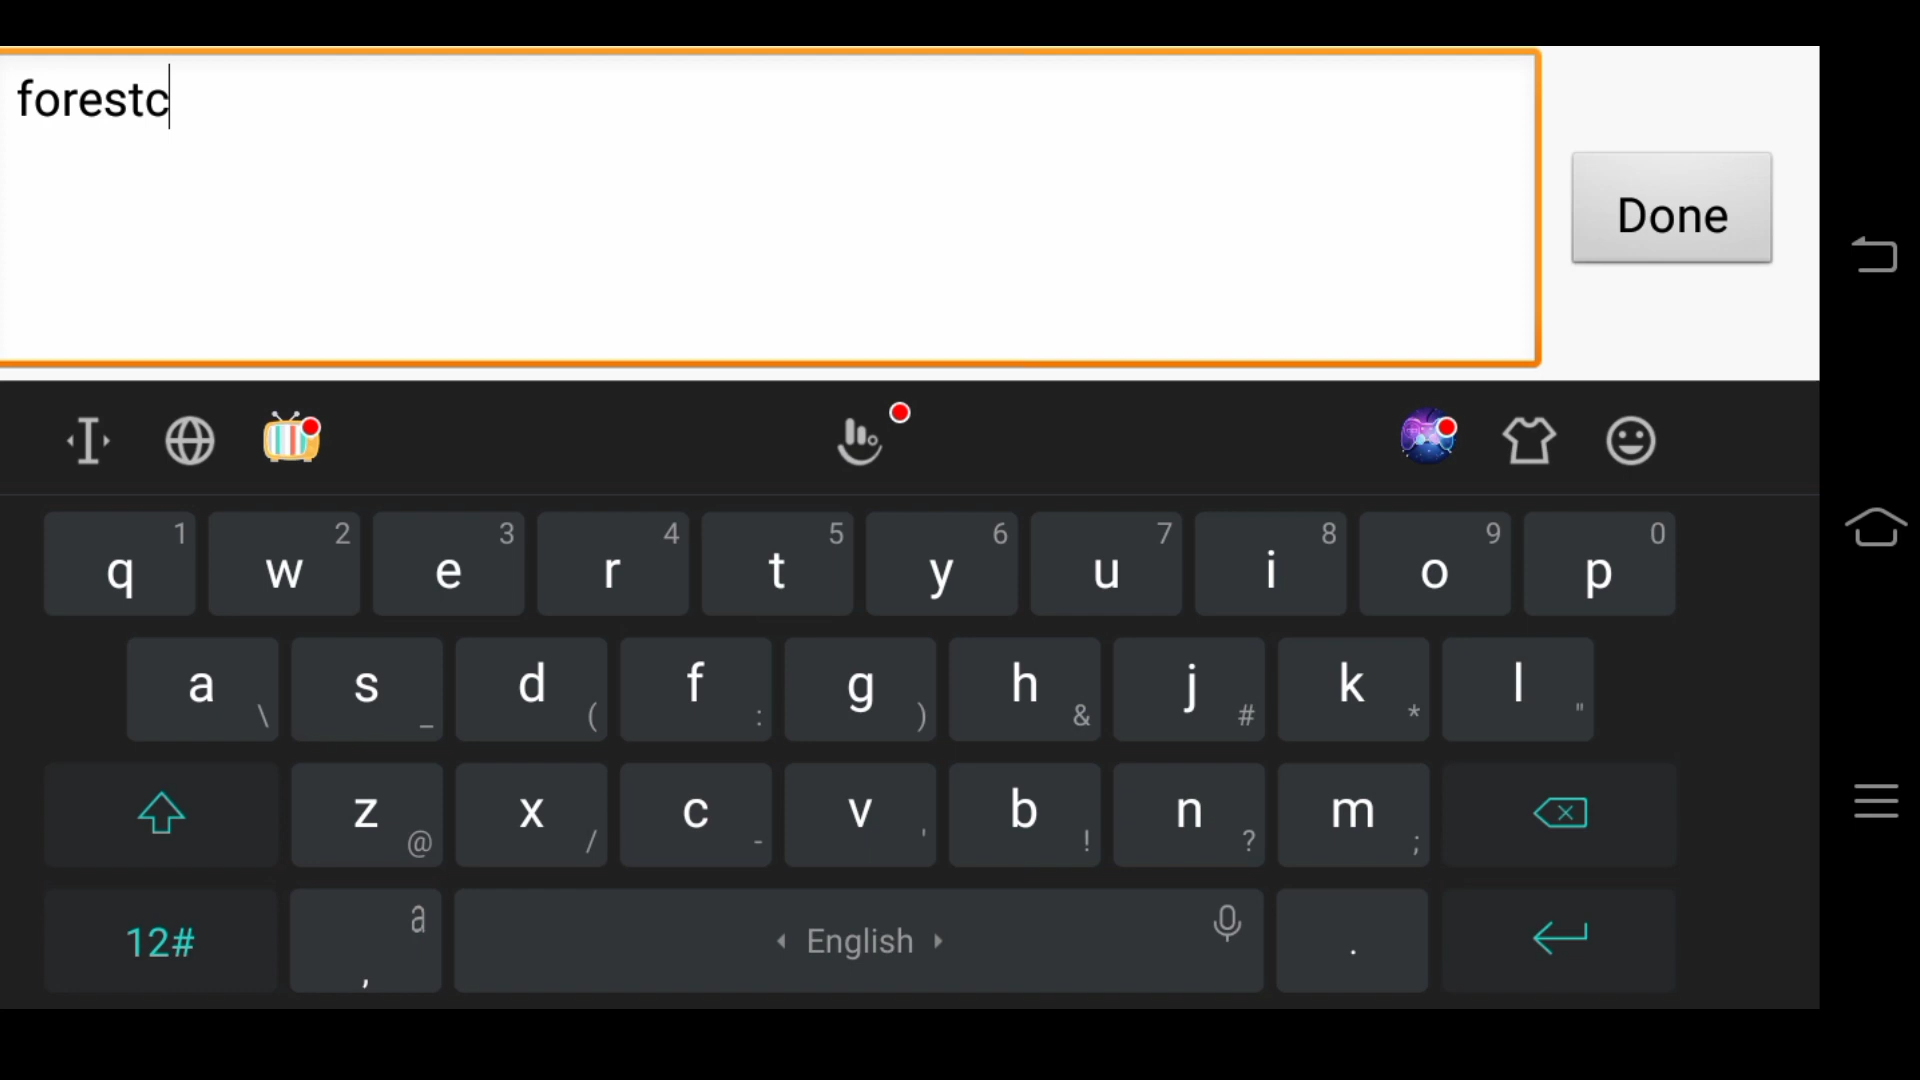 forestc
Done
1 2 3 4 5 6 7 8 9 0
q w e r t y u i o p
a s d f g h j k l
\ _ ( : ) & # * "
z x c v b n m
@ / - ' ! ? ;
12# a , English .